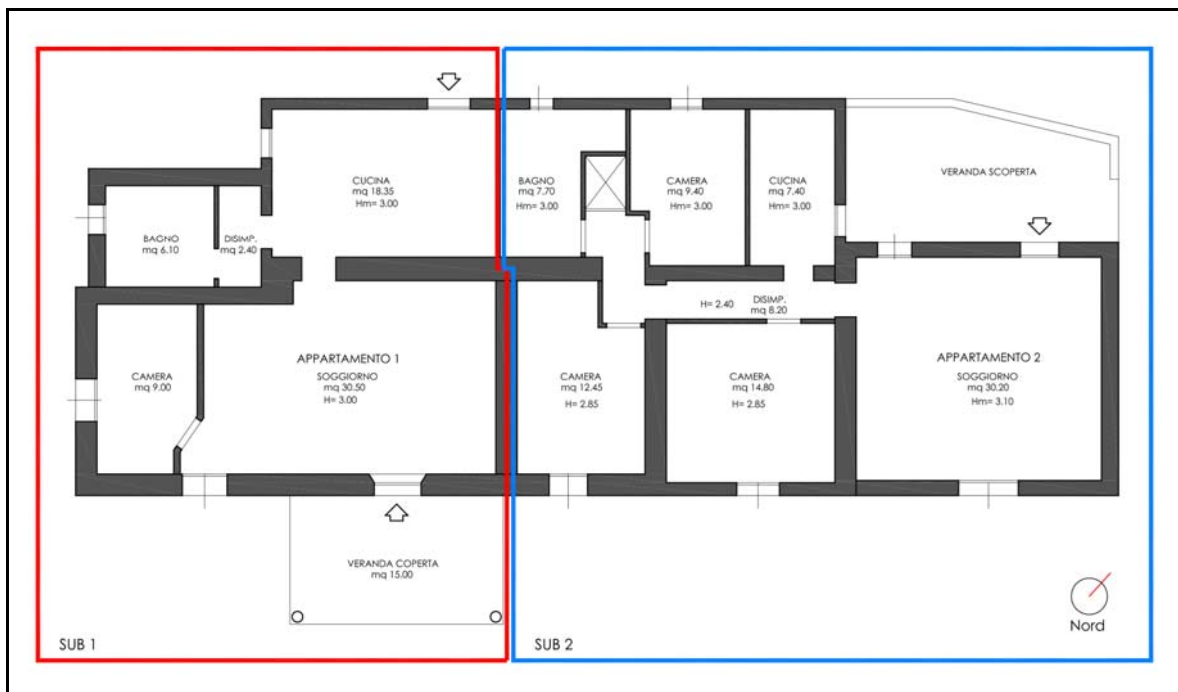 CUCINA
mq 18.35
Hm= 3.00
BAGNO
mq 7.70
Hm= 3.00
CAMERA
mq 9.40
Hm= 3.00
CUCINA
mq 7.40
Hm= 3.00
VERANDA SCOPERTA
BAGNO
mq 6.10
DISIMP.
mq 2.40
H= 2.40
DISIMP.
mq 8.20
APPARTAMENTO 1
SOGGIORNO
mq 30.50
H= 3.00
CAMERA
mq 9.00
CAMERA
mq 12.45
H= 2.85
CAMERA
mq 14.80
H= 2.85
APPARTAMENTO 2
SOGGIORNO
mq 30.20
Hm= 3.10
VERANDA COPERTA
mq 15.00
Nord
SUB 1
SUB 2